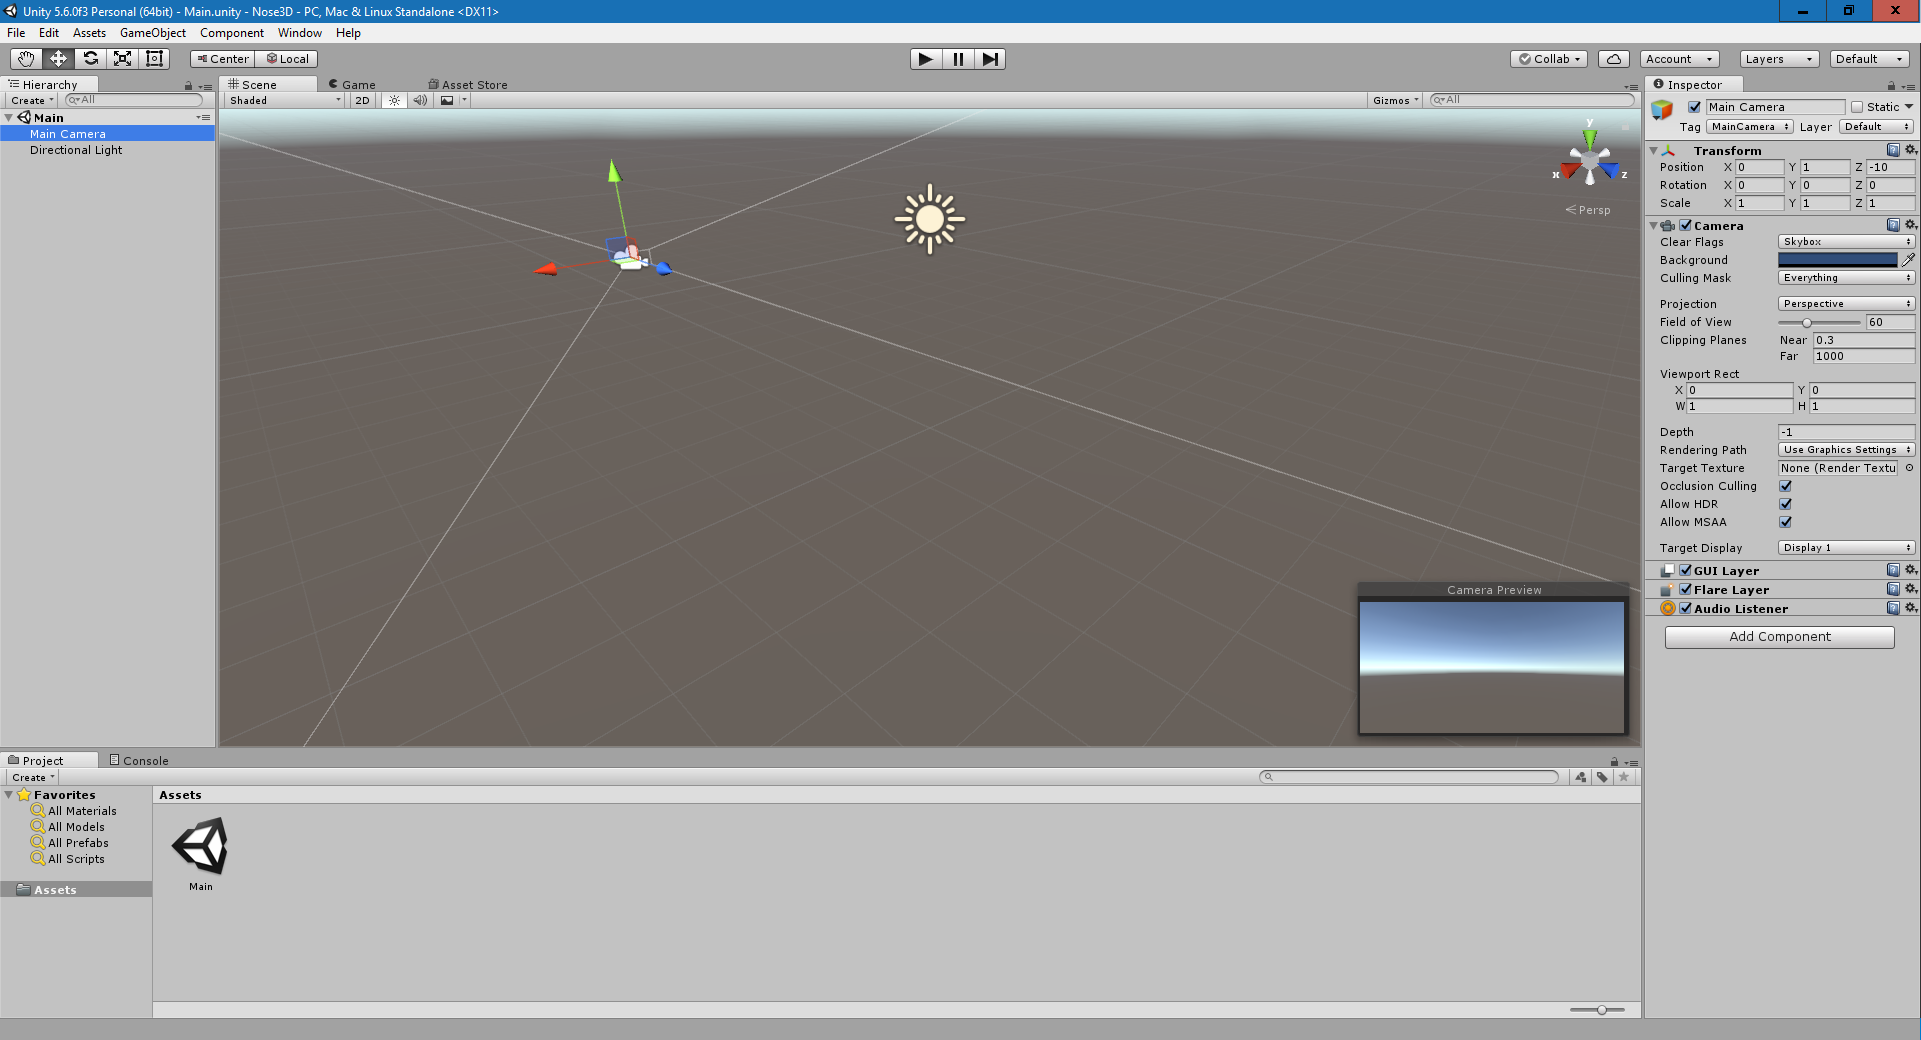 Unity 5.6.0f3 Personal (64bit) - Main.unity - Nose3D - PC, Mac & Linux Standalone <DX11>
File Edit Assets GameObject Component Window Help
Center Local Collab Account Layers Default
Hierarchy
Create All
Main
Main Camera
Directional Light
Scene Game Asset Store
Shaded 2D Gizmos All
y
x z
Persp
Camera Preview
Inspector
Main Camera Static
Tag MainCamera Layer Default
Transform
Position X 0 Y 1 Z -10
Rotation X 0 Y 0 Z 0
Scale X 1 Y 1 Z 1
Camera
Clear Flags Skybox
Background
Culling Mask Everything
Projection Perspective
Field of View 60
Clipping Planes Near 0.3
Far 1000
Viewport Rect
X 0 Y 0
W 1 H 1
Depth -1
Rendering Path Use Graphics Settings
Target Texture None (Render Textu
Occlusion Culling
Allow HDR
Allow MSAA
Target Display Display 1
GUI Layer
Flare Layer
Audio Listener
Add Component
Project Console
Create
Favorites
All Materials
All Models
All Prefabs
All Scripts
Assets
Assets
Main